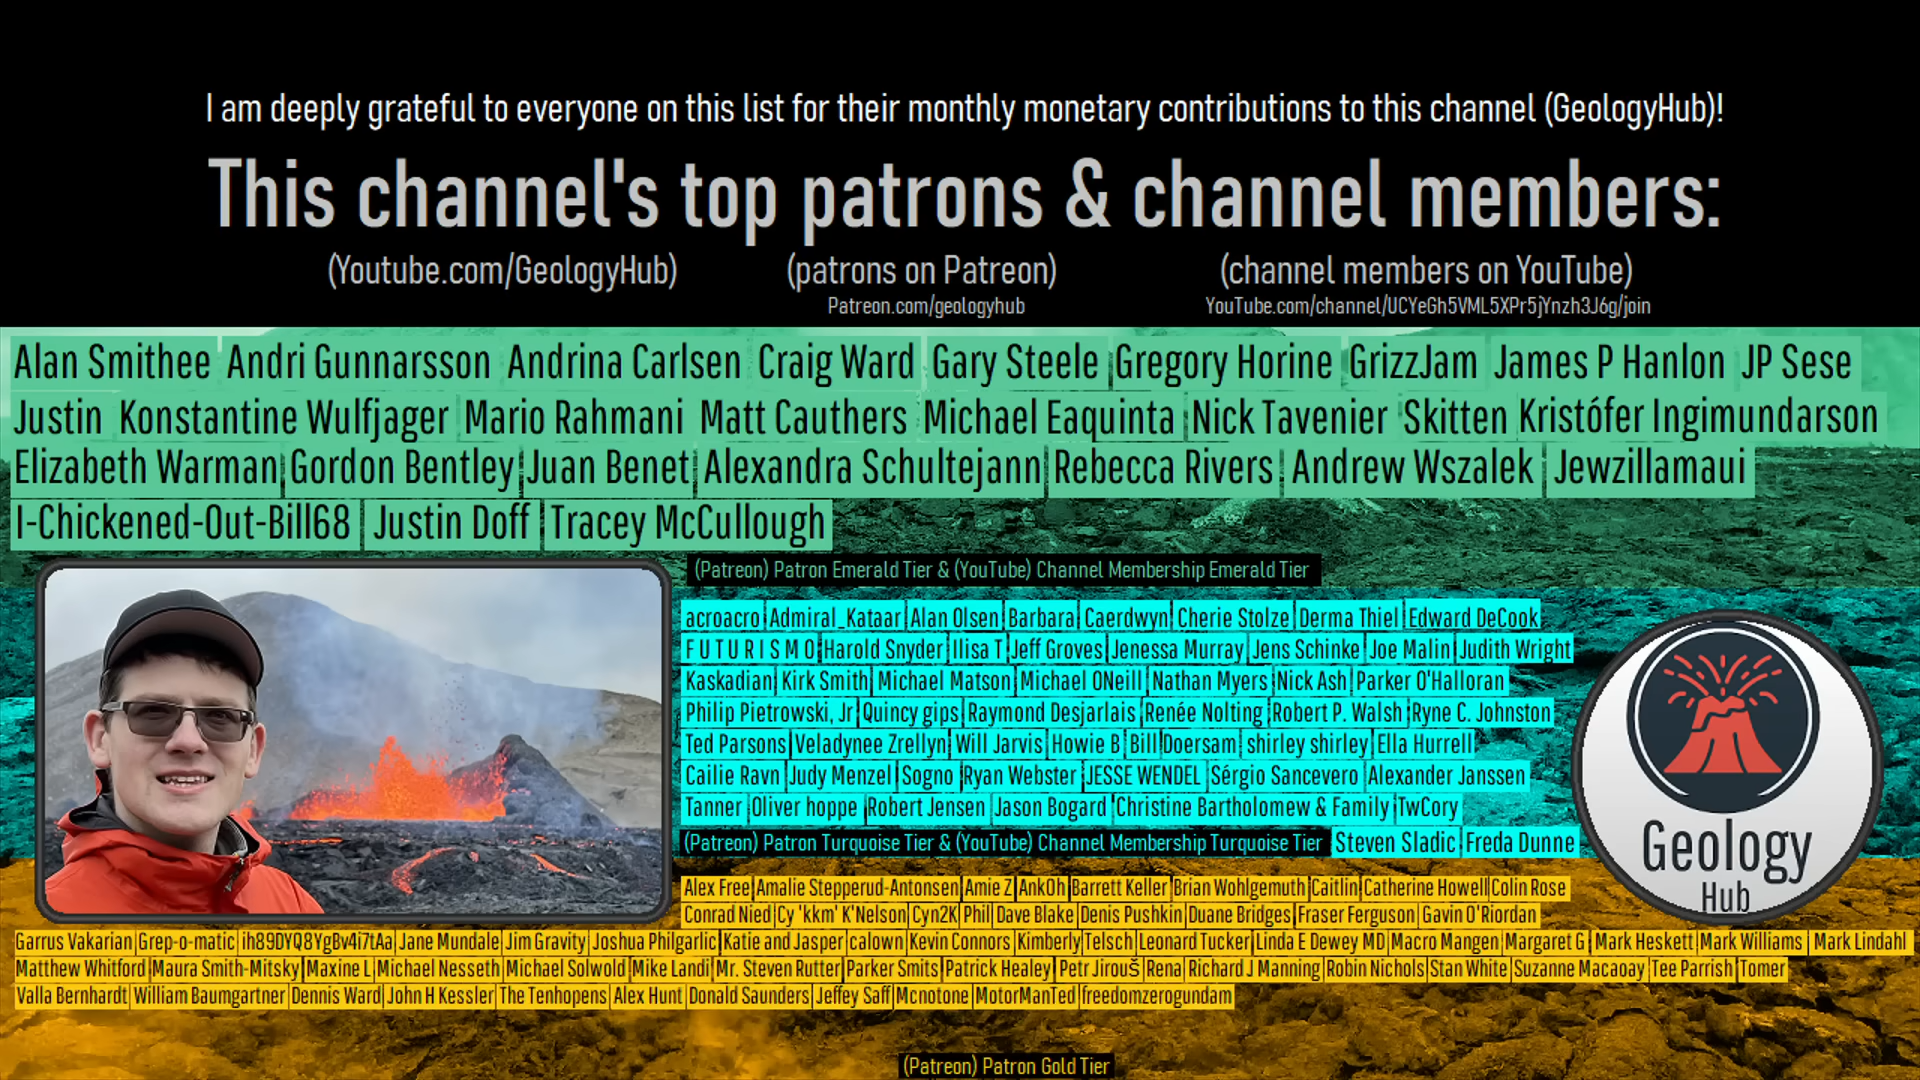 I am deeply grateful to everyone on this list for their monthly monetary contributions to this channel (GeologyHub)!
This channel's top patrons & channel members:
(Youtube.com/GeologyHub) (patrons on Patreon) (channel members on YouTube)
Patreon.com/geologyhub YouTube.com/channel/UCYeGh5VML5XPr5jYnzh3J6g/join
Alan Smithee Andri Gunnarsson Andrina Carlsen Craig Ward Gary Steele Gregory Horine GrizzJam James P Hanlon JP Sese
Justin Konstantine Wulfjager Mario Rahmani Matt Cauthers Michael Eaquinta Nick Tavenier Skitten Kristófer Ingimundarson
Elizabeth Warman Gordon Bentley Juan Benet Alexandra Schultejann Rebecca Rivers Andrew Wszalek Jewzillamaui
I-Chickened-Out-Bill68 Justin Doff Tracey McCullough
(Patreon) Patron Emerald Tier & (YouTube) Channel Membership Emerald Tier
acroacro Admiral_Kataar Alan Olsen Barbara Caerdwyn Cherie Stolze Derma Thiel Edward DeCook
F U T U R I S M O Harold Snyder Ilisa T Jeff Groves Jenessa Murray Jens Schinke Joe Malin Judith Wright
Kaskadian Kirk Smith Michael Matson Michael ONeill Nathan Myers Nick Ash Parker O'Halloran
Philip Pietrowski, Jr Quincy gips Raymond Desjarlais Renée Nolting Robert P. Walsh Ryne C. Johnston
Ted Parsons Veladynee Zrellyn Will Jarvis Howie B Bill Doersam shirley shirley Ella Hurrell
Cailie Ravn Judy Menzel Sogno Ryan Webster JESSE WENDEL Sérgio Sancevero Alexander Janssen
Tanner Oliver hoppe Robert Jensen Jason Bogard Christine Bartholomew & Family TwCory
(Patreon) Patron Turquoise Tier & (YouTube) Channel Membership Turquoise Tier Steven Sladic Freda Dunne
Geology
Hub
Alex Free Amalie Stepperud-Antonsen Amie Z AnkOh Barrett Keller Brian Wohlgemuth Caitlin Catherine Howell Colin Rose
Conrad Nied Cy 'kkm' K'Nelson Cyn2K Phil Dave Blake Denis Pushkin Duane Bridges Fraser Ferguson Gavin O'Riordan
Garrus Vakarian Grep-o-matic ih89DYQ8YgBv4i7tAa Jane Mundale Jim Gravity Joshua Philgarlic Katie and Jasper calown Kevin Connors Kimberly Telsch Leonard Tucker Linda E Dewey MD Macro Mangen Margaret G Mark Heskett Mark Williams Mark Lindahl
Matthew Whitford Maura Smith-Mitsky Maxine L Michael Nesseth Michael Solwold Mike Landi Mr. Steven Rutter Parker Smits Patrick Healey Petr Jirouš Rena Richard J Manning Robin Nichols Stan White Suzanne Macaoay Tee Parrish Tomer
Valla Bernhardt William Baumgartner Dennis Ward John H Kessler The Tenhopens Alex Hunt Donald Saunders Jeffey Saff Mcnotone MotorManTed freedomzerogundam
(Patreon) Patron Gold Tier